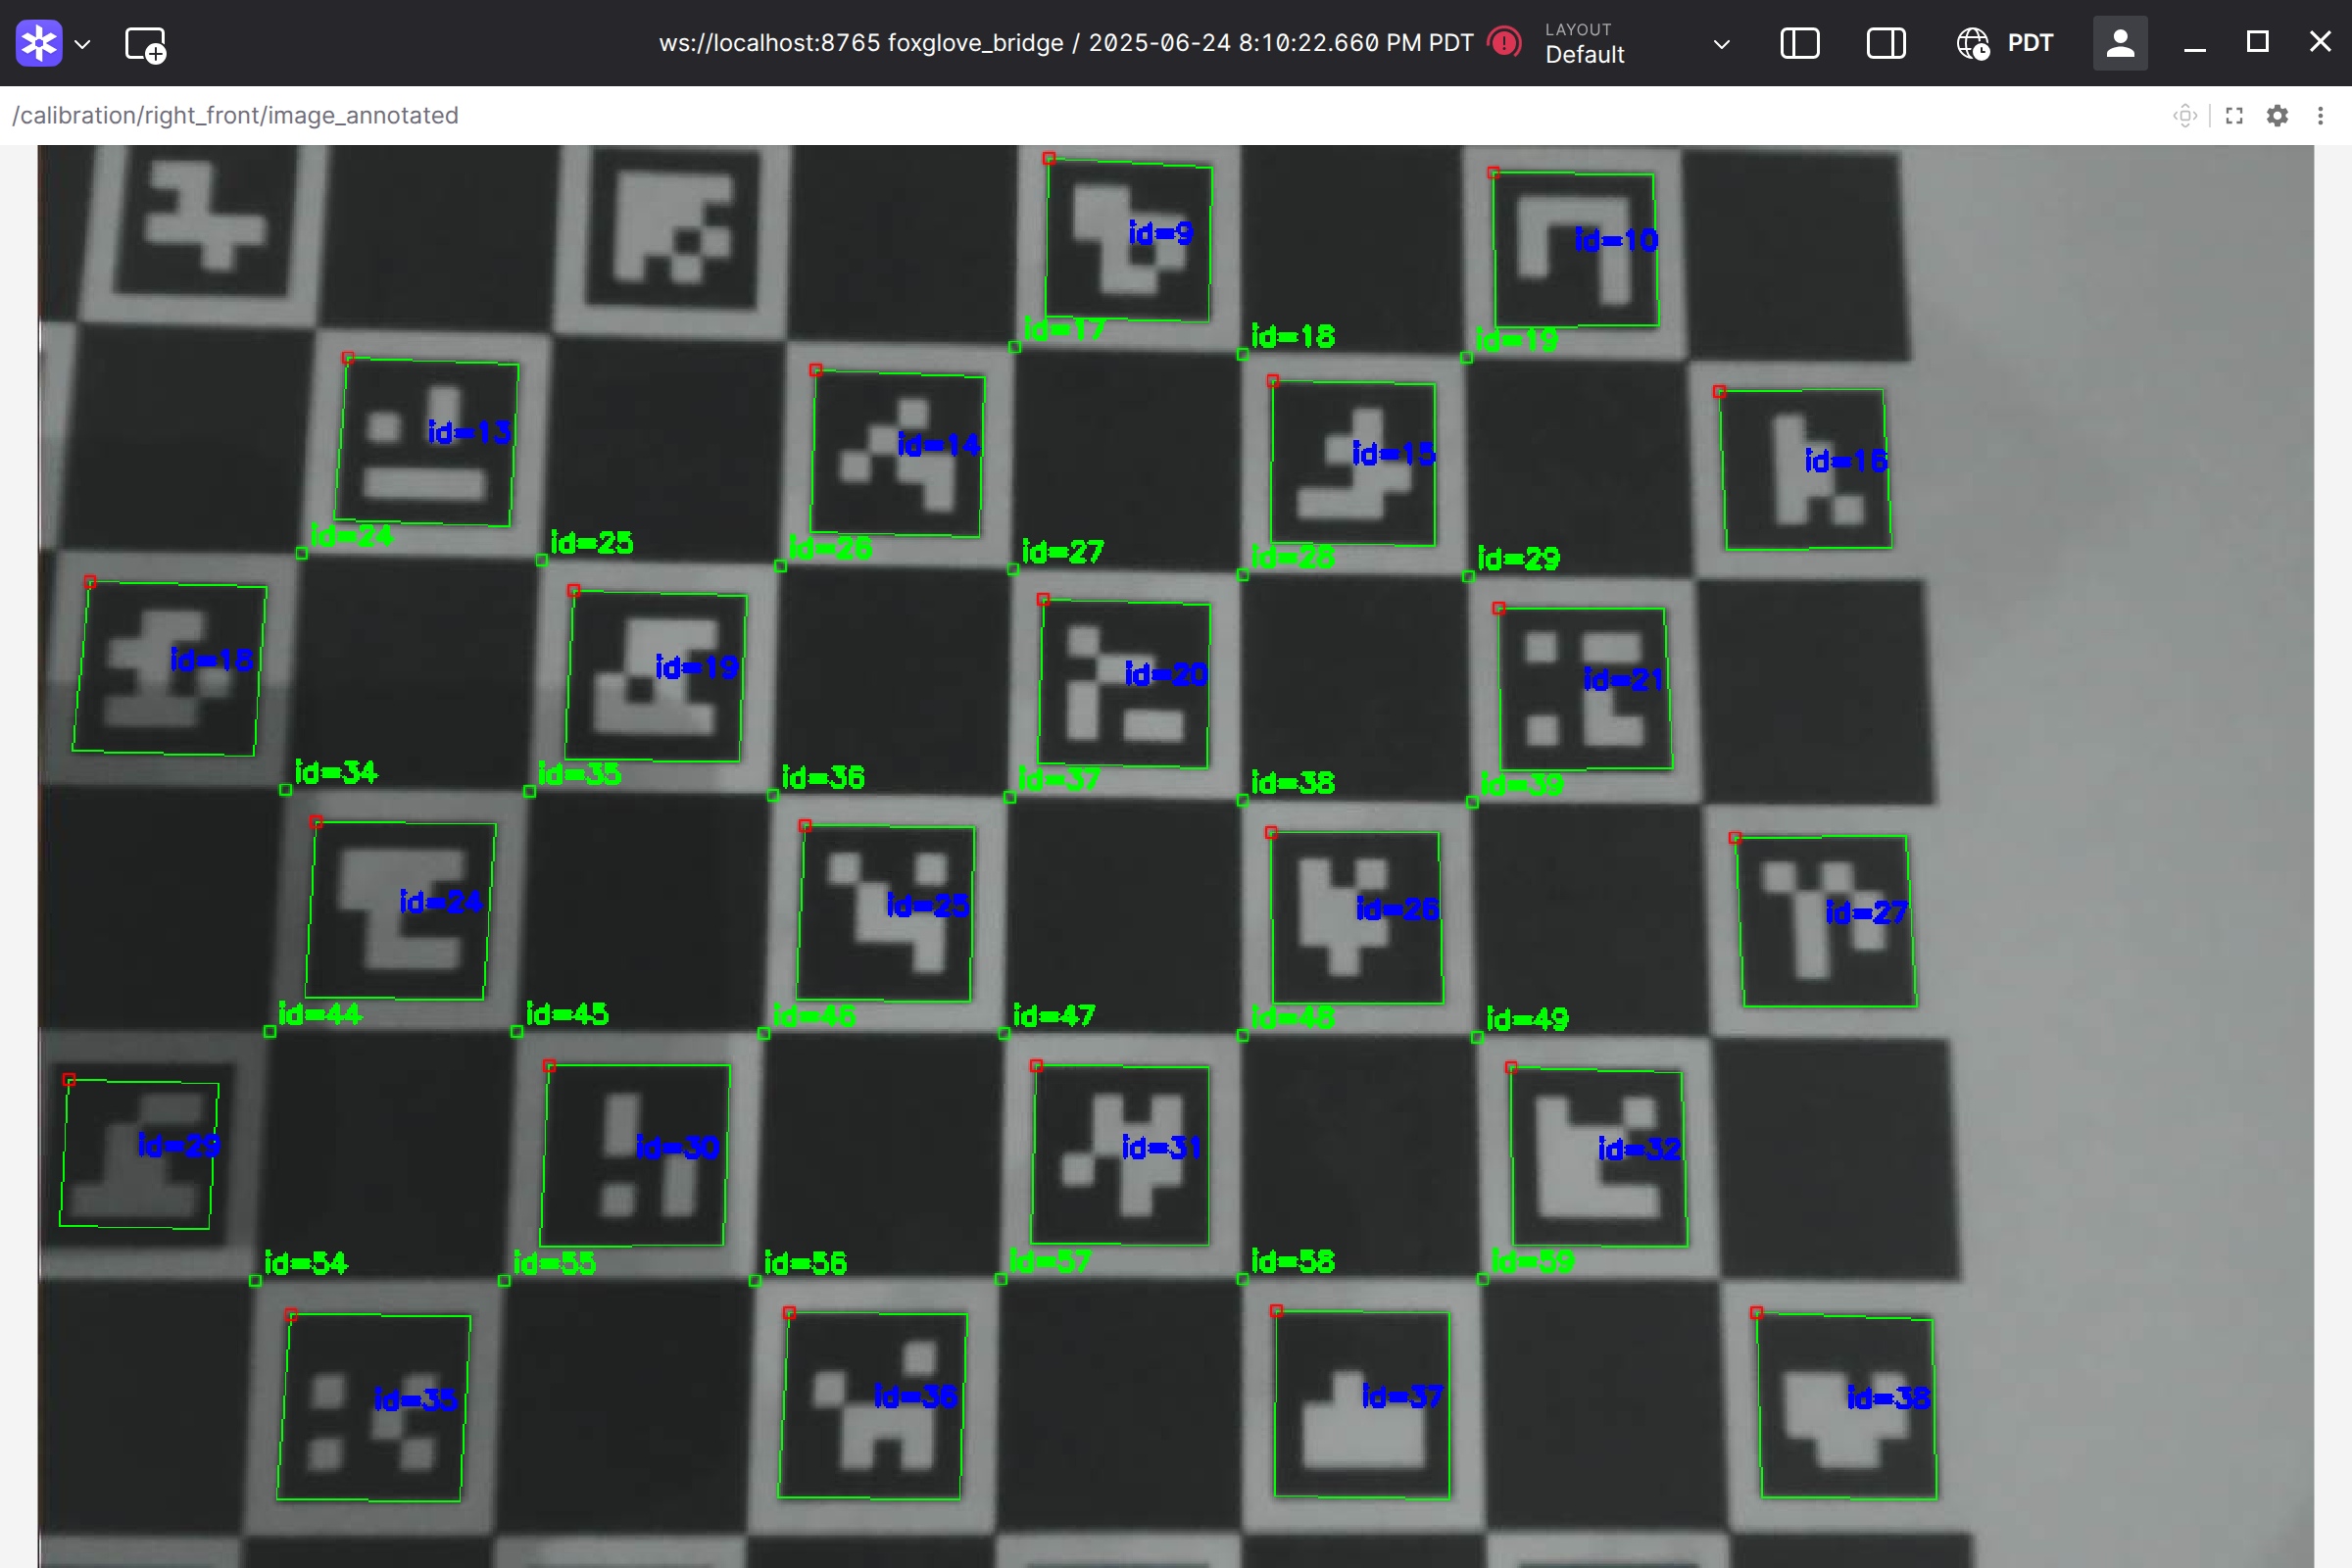 ws://localhost:8765 foxglove_bridge / 2025-06-24 8:10:22.660 PM PDT
LAYOUT
Default
PDT
/calibration/right_front/image_annotated
id=9
id=10
id=17
id=18
id=19
id=13
id=14
id=15
id=16
id=24
id=25
id=26
id=27
id=28
id=29
id=18
id=19
id=20
id=21
id=34
id=35
id=36
id=37
id=38
id=39
id=24
id=25
id=26
id=27
id=44
id=45
id=46
id=47
id=48
id=49
id=29
id=30
id=31
id=32
id=54
id=55
id=56
id=57
id=58
id=59
id=35
id=36
id=37
id=38